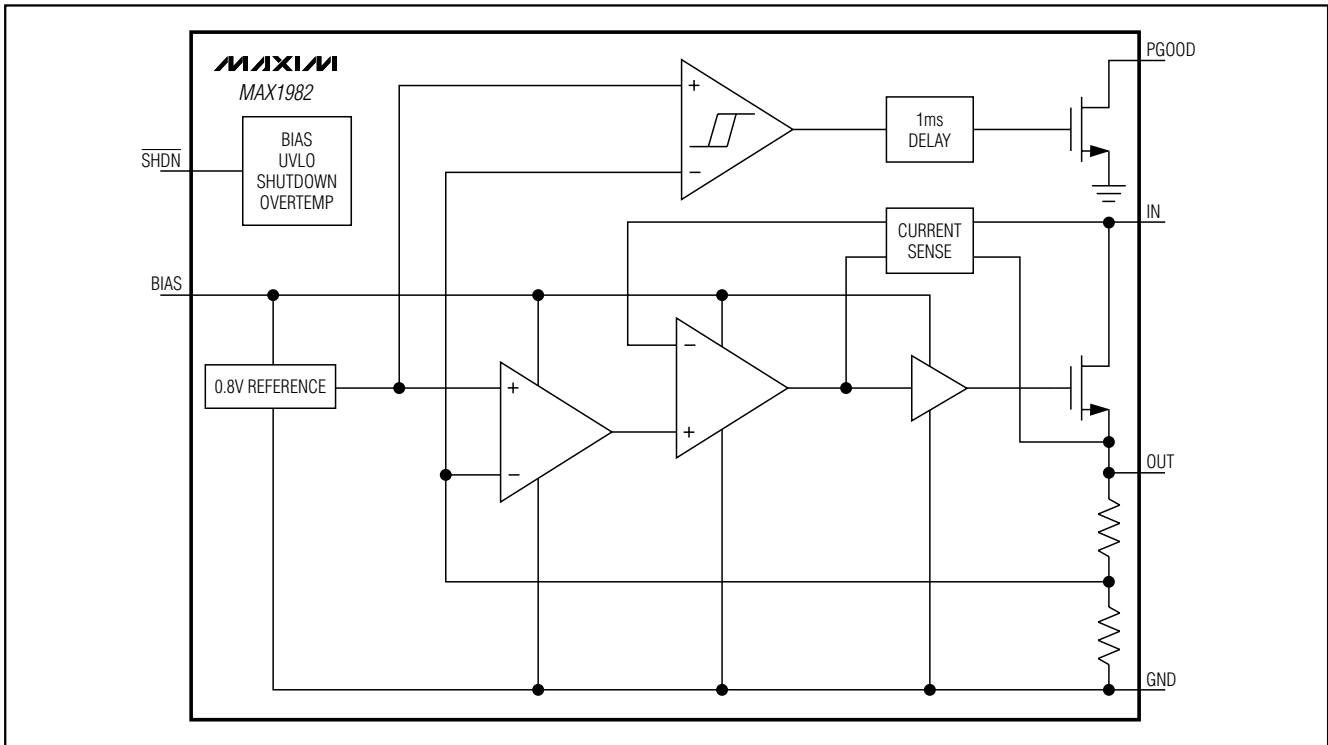 MAXIM
MAX1982
PGOOD
+
1ms
DELAY
BIAS
UVLO
SHUTDOWN
OVERTEMP
SHDN
−
IN
CURRENT
SENSE
BIAS
−
0.8V REFERENCE
+
+
−
OUT
GND